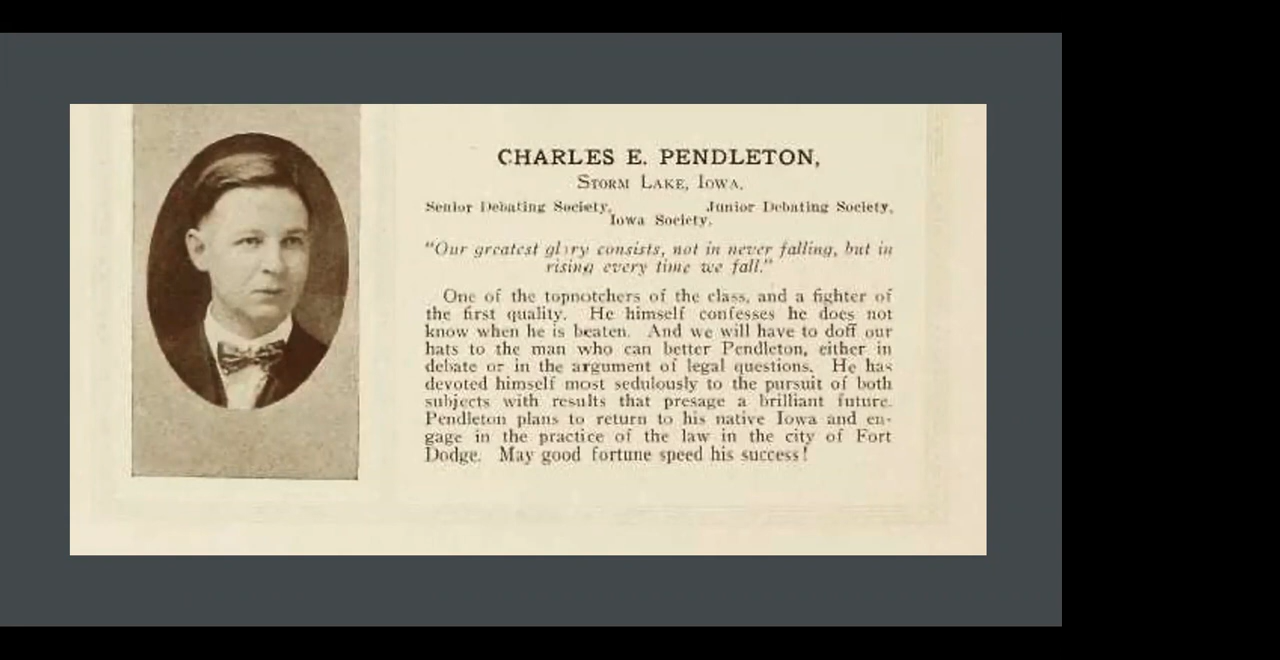 CHARLES E. PENDLETON,
STORM LAKE, IOWA.
Senior Debating Society, Junior Debating Society,
Iowa Society.
"Our greatest glory consists, not in never falling, but in
rising every time we fall."
One of the topnotchers of the class, and a fighter of
the first quality. He himself confesses he does not
know when he is beaten. And we will have to doff our
hats to the man who can better Pendleton, either in
debate or in the argument of legal questions. He has
devoted himself most sedulously to the pursuit of both
subjects with results that presage a brilliant future.
Pendleton plans to return to his native Iowa and en-
gage in the practice of the law in the city of Fort
Dodge. May good fortune speed his success!